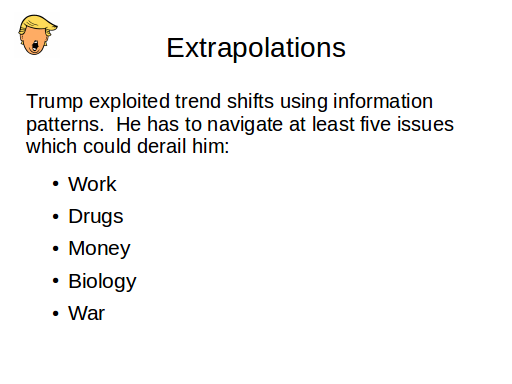 Extrapolations
Trump exploited trend shifts using information
patterns.  He has to navigate at least five issues
which could derail him:
• Work
• Drugs
• Money
• Biology
• War